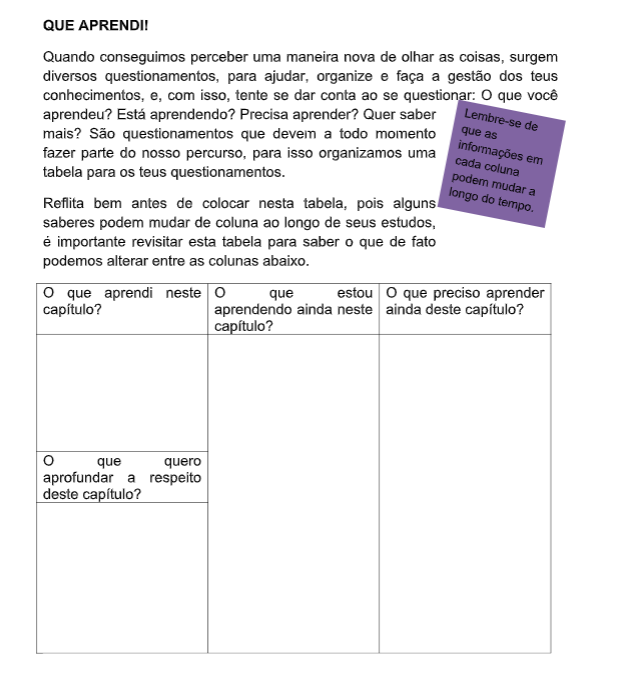 QUE APRENDI!
Quando conseguimos perceber uma maneira nova de olhar as coisas, surgem
diversos questionamentos, para ajudar, organize e faça a gestão dos teus
conhecimentos, e, com isso, tente se dar conta ao se questionar: O que você
aprendeu? Está aprendendo? Precisa aprender? Quer saber
mais? São questionamentos que devem a todo momento
fazer parte do nosso percurso, para isso organizamos uma
tabela para os teus questionamentos.
Lembre-se de
que as
informações em
cada coluna
podem mudar a
longo do tempo.
Reflita bem antes de colocar nesta tabela, pois alguns
saberes podem mudar de coluna ao longo de seus estudos,
é importante revisitar esta tabela para saber o que de fato
podemos alterar entre as colunas abaixo.
O que aprendi neste
capítulo?
O que estou
aprendendo ainda neste
capítulo?
O que preciso aprender
ainda deste capítulo?
O que quero
aprofundar a respeito
deste capítulo?